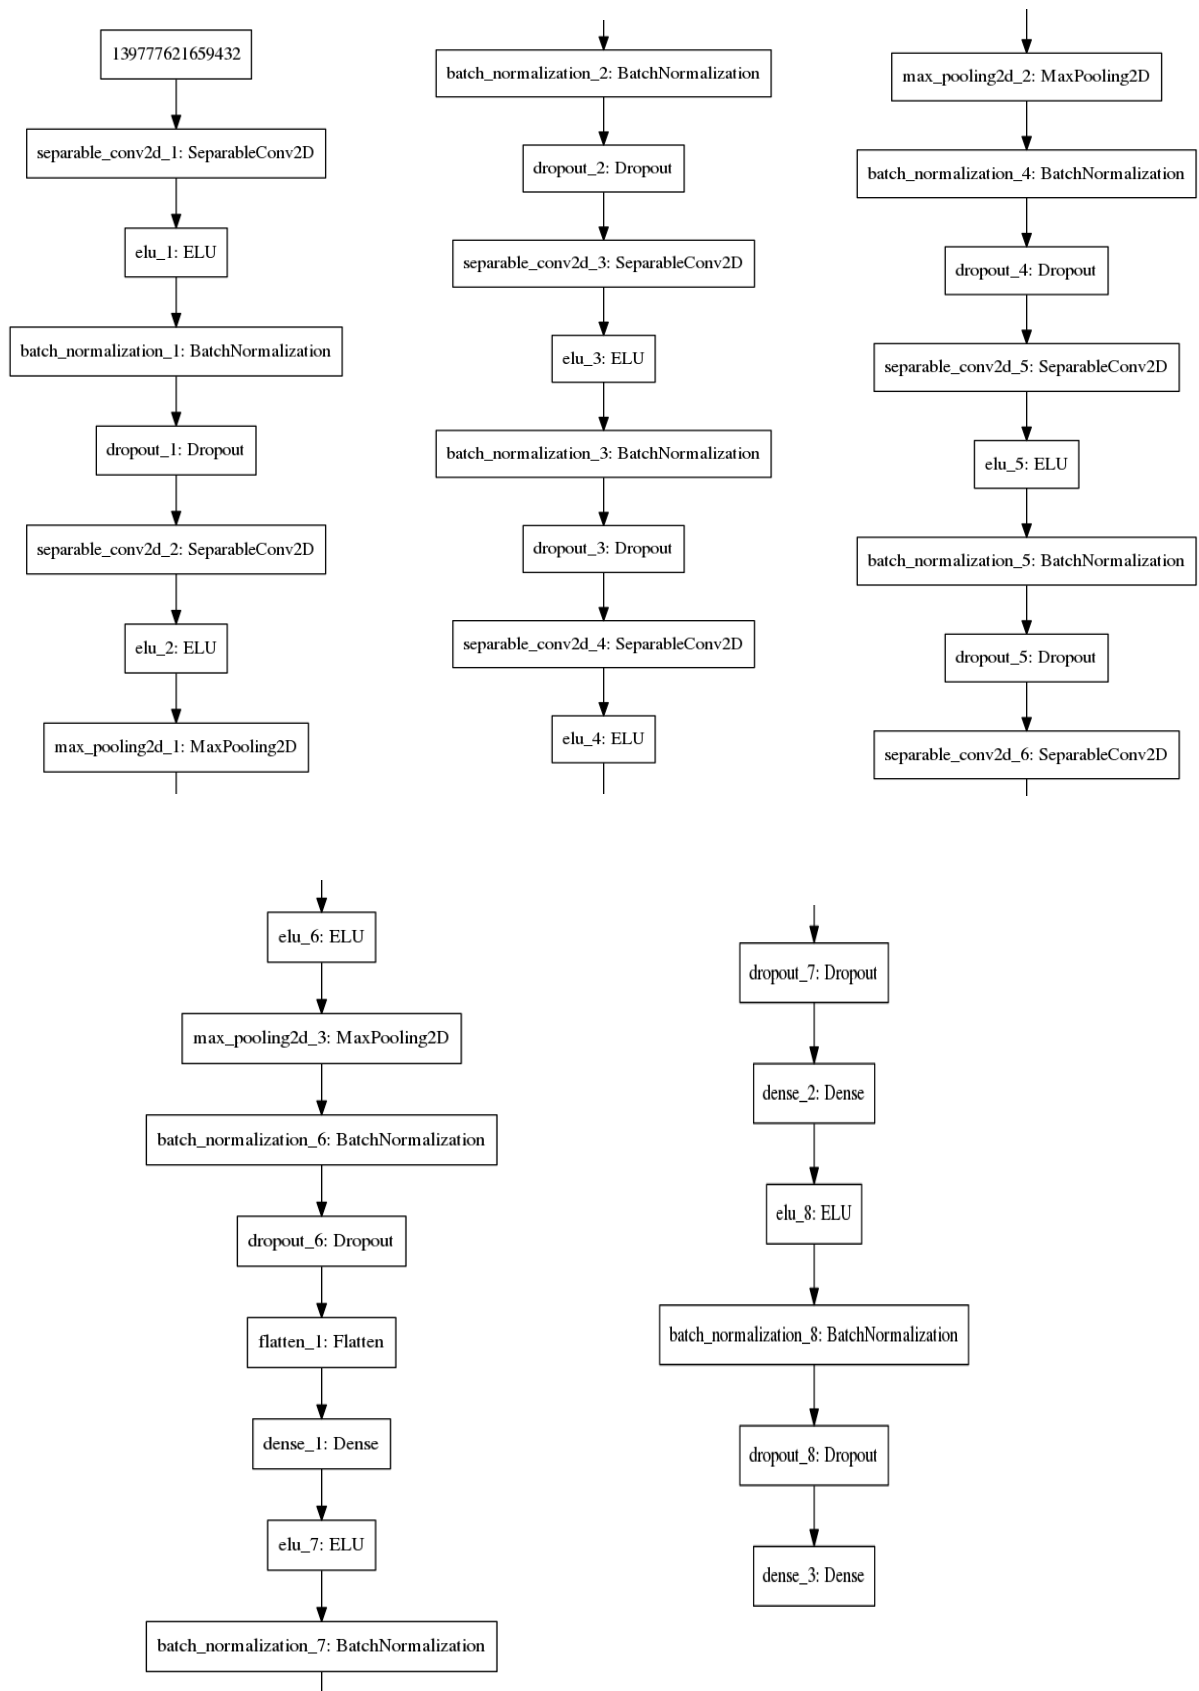 139777621659432
separable_conv2d_1: SeparableConv2D
elu_1: ELU
batch_normalization_1: BatchNormalization
dropout_1: Dropout
separable_conv2d_2: SeparableConv2D
elu_2: ELU
max_pooling2d_1: MaxPooling2D
batch_normalization_2: BatchNormalization
dropout_2: Dropout
separable_conv2d_3: SeparableConv2D
elu_3: ELU
batch_normalization_3: BatchNormalization
dropout_3: Dropout
separable_conv2d_4: SeparableConv2D
elu_4: ELU
max_pooling2d_2: MaxPooling2D
batch_normalization_4: BatchNormalization
dropout_4: Dropout
separable_conv2d_5: SeparableConv2D
elu_5: ELU
batch_normalization_5: BatchNormalization
dropout_5: Dropout
separable_conv2d_6: SeparableConv2D
elu_6: ELU
max_pooling2d_3: MaxPooling2D
batch_normalization_6: BatchNormalization
dropout_6: Dropout
flatten_1: Flatten
dense_1: Dense
elu_7: ELU
batch_normalization_7: BatchNormalization
dropout_7: Dropout
dense_2: Dense
elu_8: ELU
batch_normalization_8: BatchNormalization
dropout_8: Dropout
dense_3: Dense